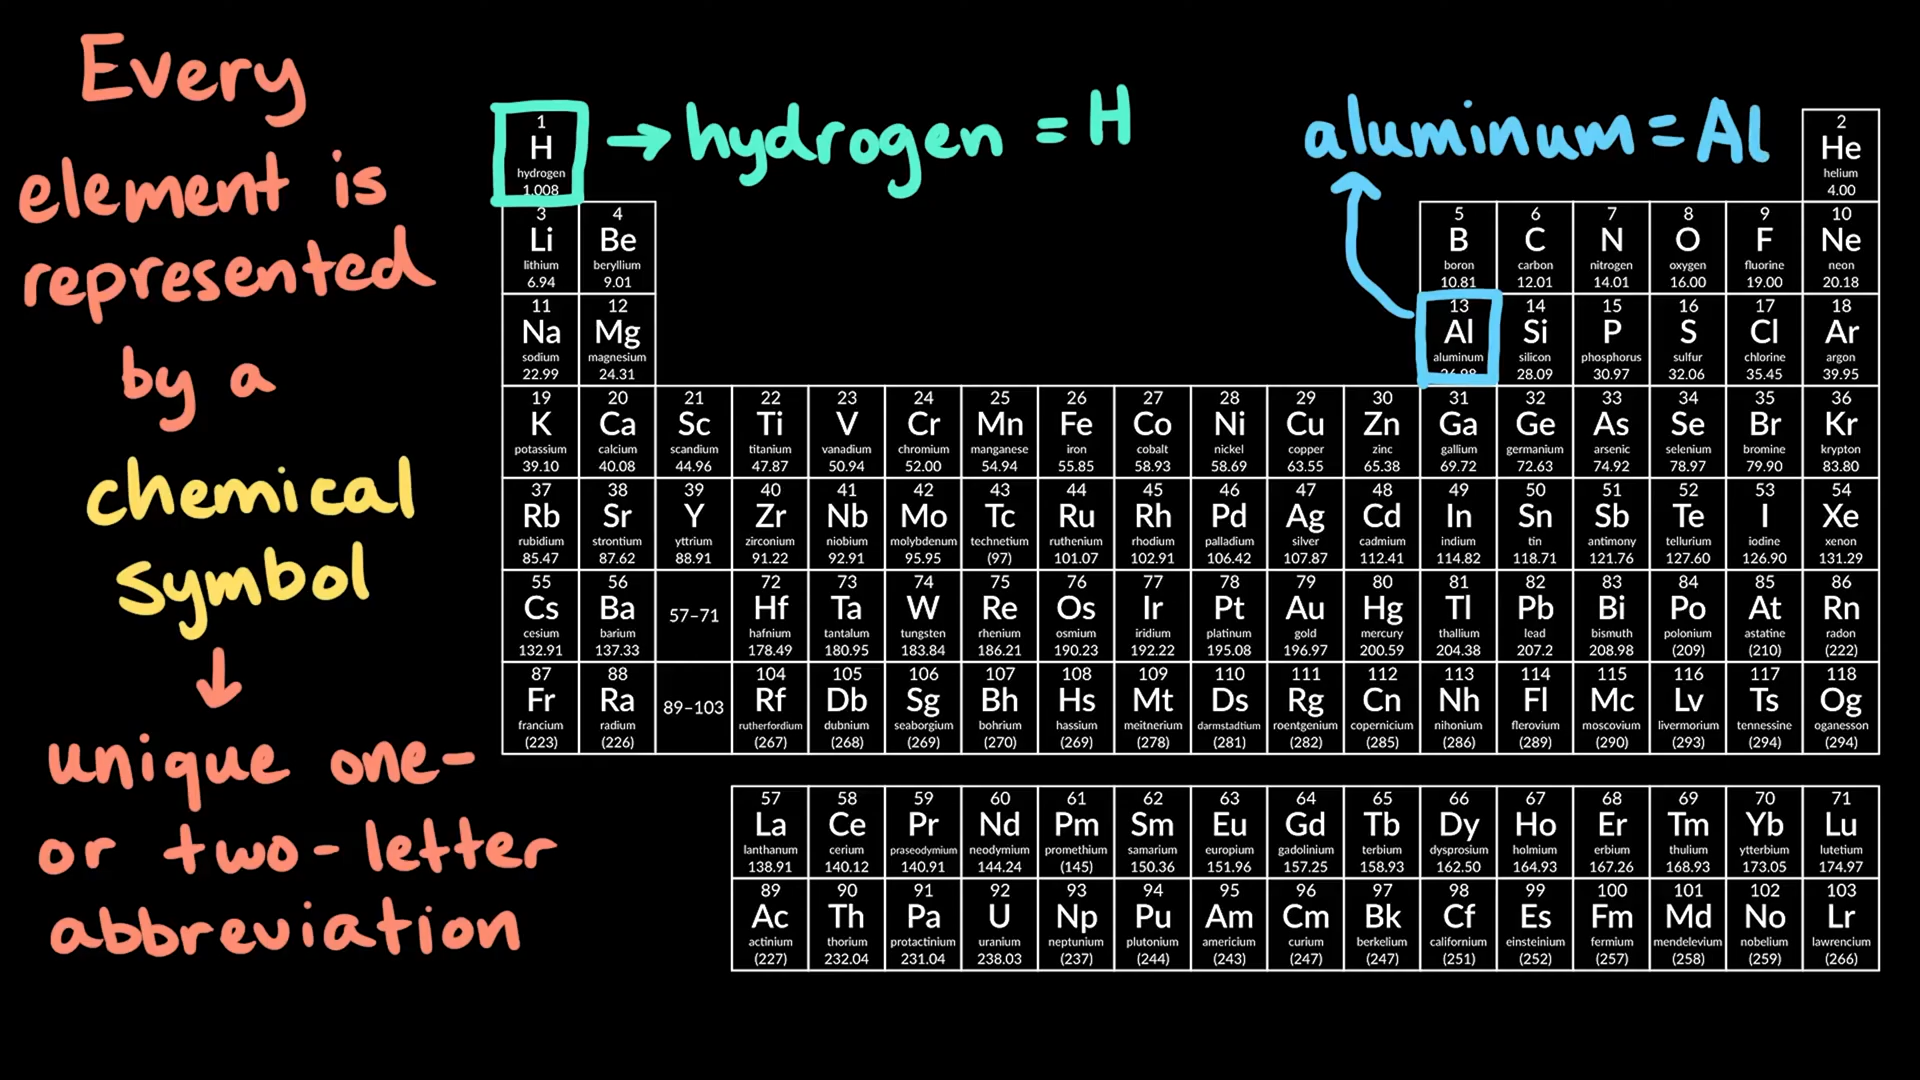 Every
element is
represented
by a
chemical
symbol
↓
unique one-
or two-letter
abbreviation
→ hydrogen = H
aluminum = Al
1 2
H He
hydrogen helium
1.008 4.00
3 4 5 6 7 8 9 10
Li Be B C N O F Ne
lithium beryllium boron carbon nitrogen oxygen fluorine neon
6.94 9.01 10.81 12.01 14.01 16.00 19.00 20.18
11 12 13 14 15 16 17 18
Na Mg Al Si P S Cl Ar
sodium magnesium aluminum silicon phosphorus sulfur chlorine argon
22.99 24.31 26.98 28.09 30.97 32.06 35.45 39.95
19 20 21 22 23 24 25 26 27 28 29 30 31 32 33 34 35 36
K Ca Sc Ti V Cr Mn Fe Co Ni Cu Zn Ga Ge As Se Br Kr
potassium calcium scandium titanium vanadium chromium manganese iron cobalt nickel copper zinc gallium germanium arsenic selenium bromine krypton
39.10 40.08 44.96 47.87 50.94 52.00 54.94 55.85 58.93 58.69 63.55 65.38 69.72 72.63 74.92 78.97 79.90 83.80
37 38 39 40 41 42 43 44 45 46 47 48 49 50 51 52 53 54
Rb Sr Y Zr Nb Mo Tc Ru Rh Pd Ag Cd In Sn Sb Te I Xe
rubidium strontium yttrium zirconium niobium molybdenum technetium ruthenium rhodium palladium silver cadmium indium tin antimony tellurium iodine xenon
85.47 87.62 88.91 91.22 92.91 95.95 (97) 101.07 102.91 106.42 107.87 112.41 114.82 118.71 121.76 127.60 126.90 131.29
55 56 72 73 74 75 76 77 78 79 80 81 82 83 84 85 86
Cs Ba 57–71 Hf Ta W Re Os Ir Pt Au Hg Tl Pb Bi Po At Rn
cesium barium hafnium tantalum tungsten rhenium osmium iridium platinum gold mercury thallium lead bismuth polonium astatine radon
132.91 137.33 178.49 180.95 183.84 186.21 190.23 192.22 195.08 196.97 200.59 204.38 207.2 208.98 (209) (210) (222)
87 88 104 105 106 107 108 109 110 111 112 113 114 115 116 117 118
Fr Ra 89–103 Rf Db Sg Bh Hs Mt Ds Rg Cn Nh Fl Mc Lv Ts Og
francium radium rutherfordium dubnium seaborgium bohrium hassium meitnerium darmstadtium roentgenium copernicium nihonium flerovium moscovium livermorium tennessine oganesson
(223) (226) (267) (268) (269) (270) (269) (278) (281) (282) (285) (286) (289) (290) (293) (294) (294)
57 58 59 60 61 62 63 64 65 66 67 68 69 70 71
La Ce Pr Nd Pm Sm Eu Gd Tb Dy Ho Er Tm Yb Lu
lanthanum cerium praseodymium neodymium promethium samarium europium gadolinium terbium dysprosium holmium erbium thulium ytterbium lutetium
138.91 140.12 140.91 144.24 (145) 150.36 151.96 157.25 158.93 162.50 164.93 167.26 168.93 173.05 174.97
89 90 91 92 93 94 95 96 97 98 99 100 101 102 103
Ac Th Pa U Np Pu Am Cm Bk Cf Es Fm Md No Lr
actinium thorium protactinium uranium neptunium plutonium americium curium berkelium californium einsteinium fermium mendelevium nobelium lawrencium
(227) 232.04 231.04 238.03 (237) (244) (243) (247) (247) (251) (252) (257) (258) (259) (266)